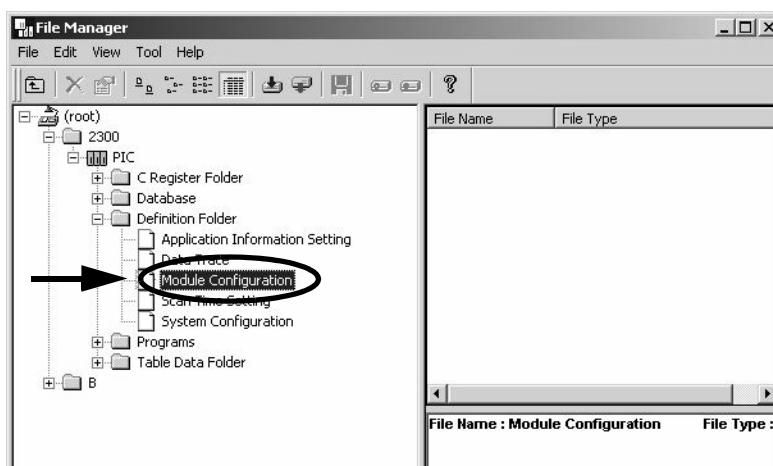 File Manager
File Edit View Tool Help
(root)
2300
PIC
C Register Folder
Database
Definition Folder
Application Information Setting
Data Trace
Module Configuration
Scan Time Setting
System Configuration
Programs
Table Data Folder
B
File Name File Type
File Name : Module Configuration File Type :